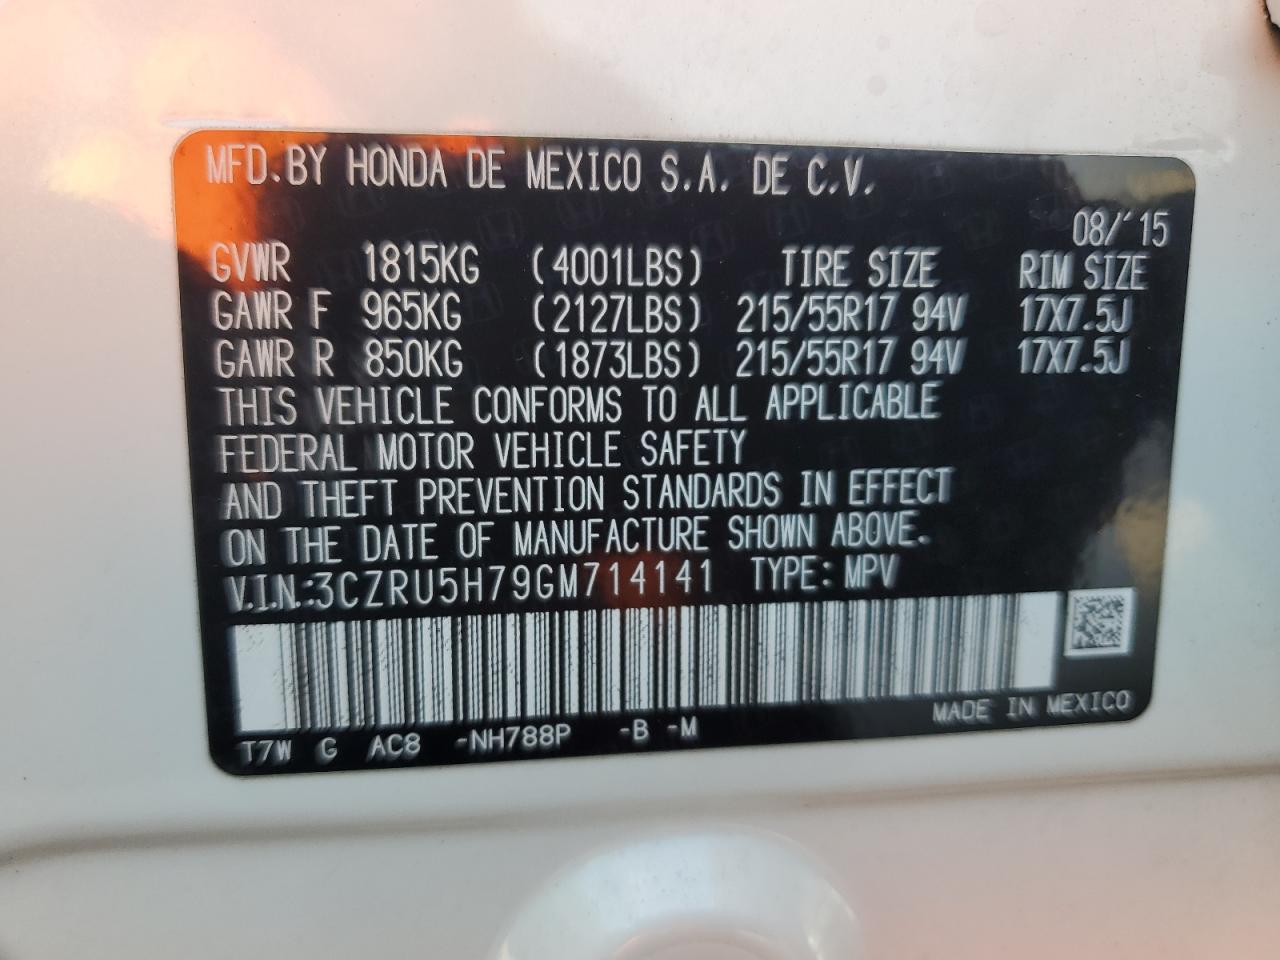 MFD.BY HONDA DE MEXICO S.A. DE C.V.
08/'15
GVWR 1815KG (4001LBS) TIRE SIZE RIM SIZE
GAWR F 965KG (2127LBS) 215/55R17 94V 17X7.5J
GAWR R 850KG (1873LBS) 215/55R17 94V 17X7.5J
THIS VEHICLE CONFORMS TO ALL APPLICABLE
FEDERAL MOTOR VEHICLE SAFETY
AND THEFT PREVENTION STANDARDS IN EFFECT
ON THE DATE OF MANUFACTURE SHOWN ABOVE.
V.I.N.:3CZRU5H79GM714141 TYPE: MPV
T7W G AC8 -NH788P -B -M MADE IN MEXICO